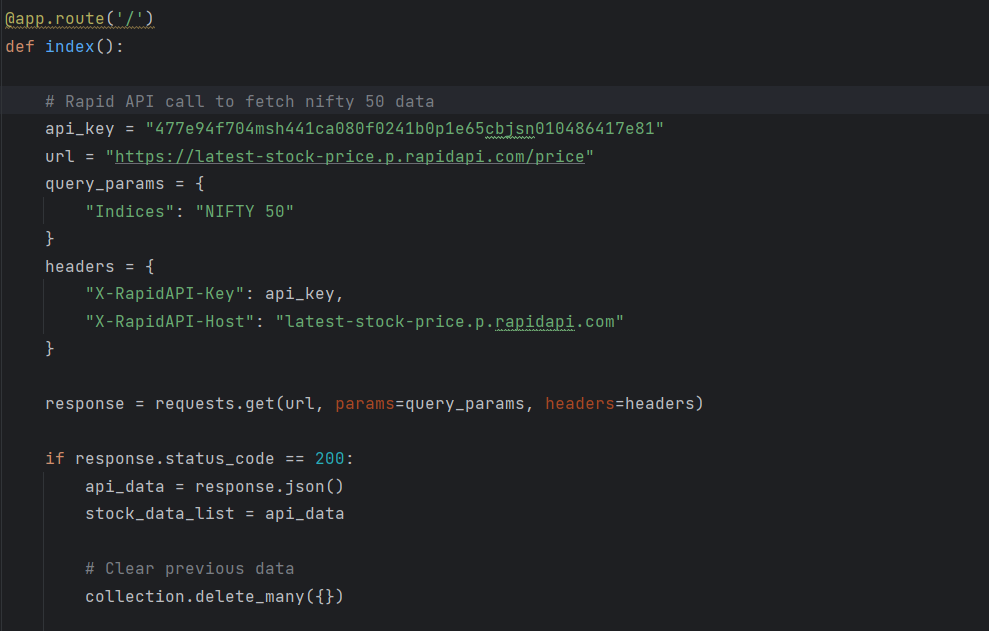 @app.route('/')
def index():
# Rapid API call to fetch nifty 50 data
api_key = "477e94f704msh441ca080f0241b0p1e65cbjsn010486417e81"
url = "https://latest-stock-price.p.rapidapi.com/price"
query_params = {
"Indices": "NIFTY 50"
}
headers = {
"X-RapidAPI-Key": api_key,
"X-RapidAPI-Host": "latest-stock-price.p.rapidapi.com"
}
response = requests.get(url, params=query_params, headers=headers)
if response.status_code == 200:
api_data = response.json()
stock_data_list = api_data
# Clear previous data
collection.delete_many({})